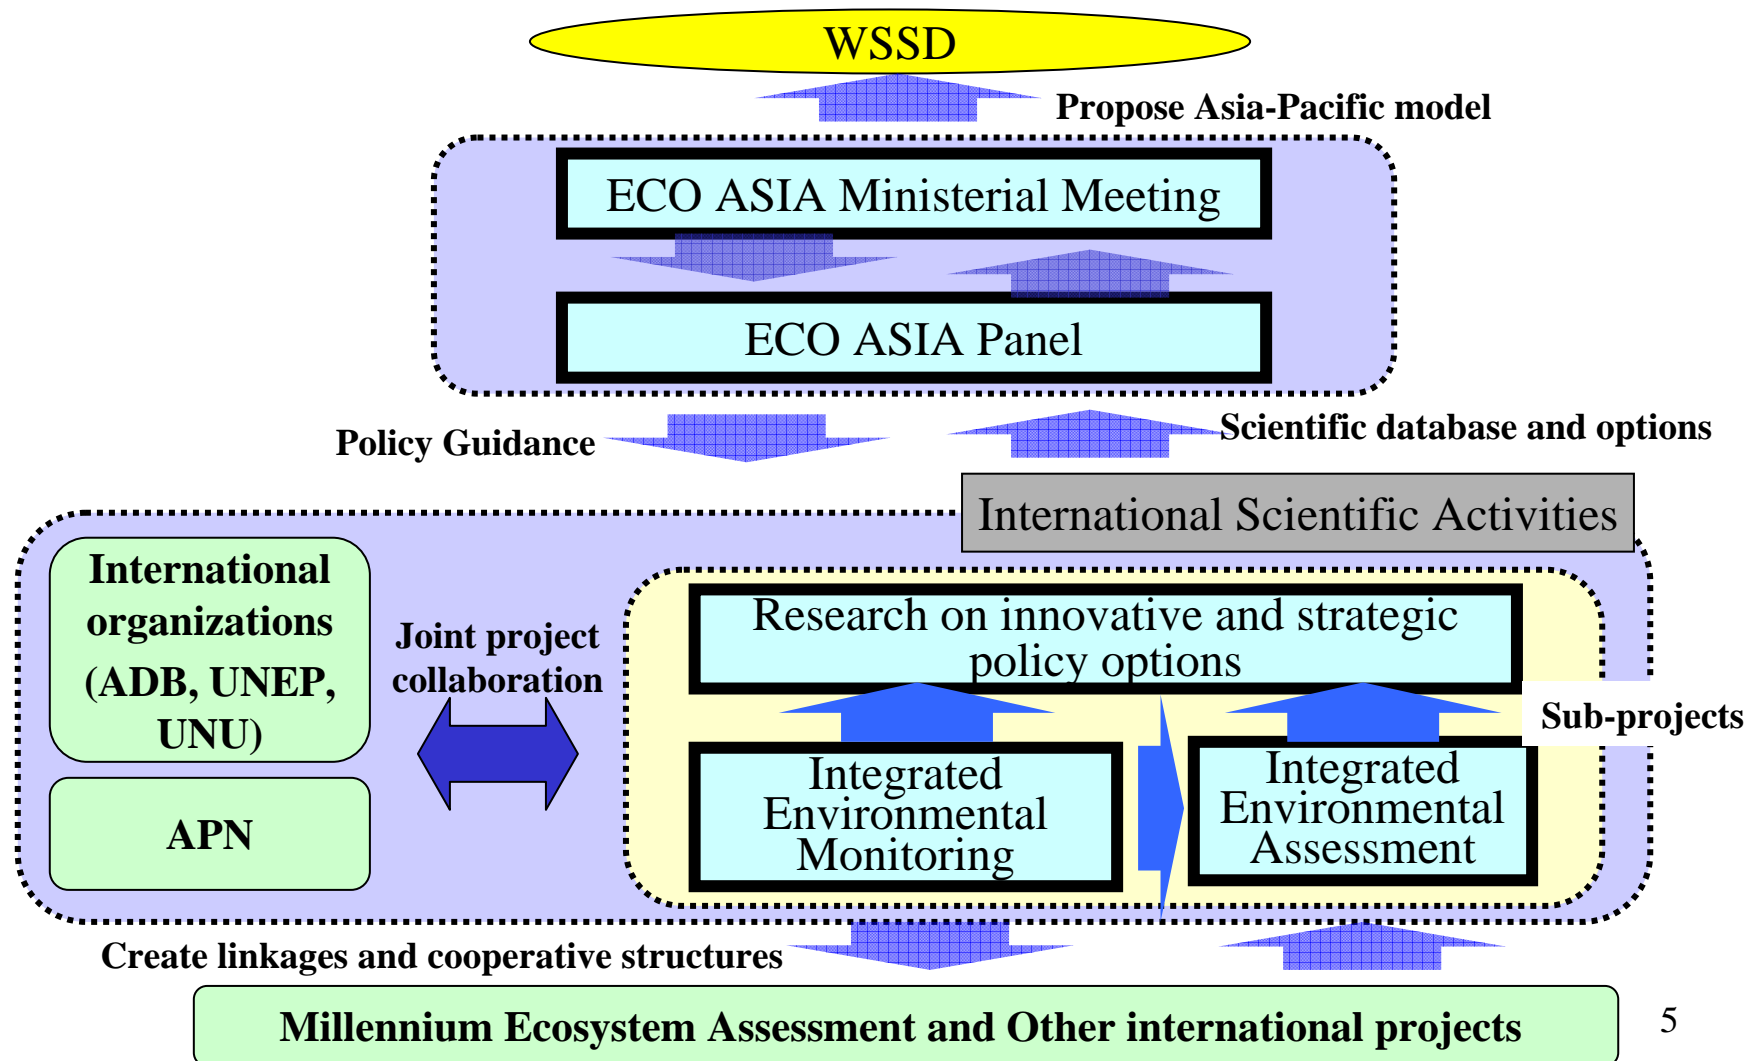 WSSD
Propose Asia-Pacific model
ECO ASIA Ministerial Meeting
ECO ASIA Panel
Policy Guidance
Scientific database and options
International Scientific Activities
International
organizations
(ADB, UNEP,
UNU)
APN
Joint project
collaboration
Research on innovative and strategic
policy options
Sub-projects
Integrated
Environmental
Monitoring
Integrated
Environmental
Assessment
Create linkages and cooperative structures
Millennium Ecosystem Assessment and Other international projects
5